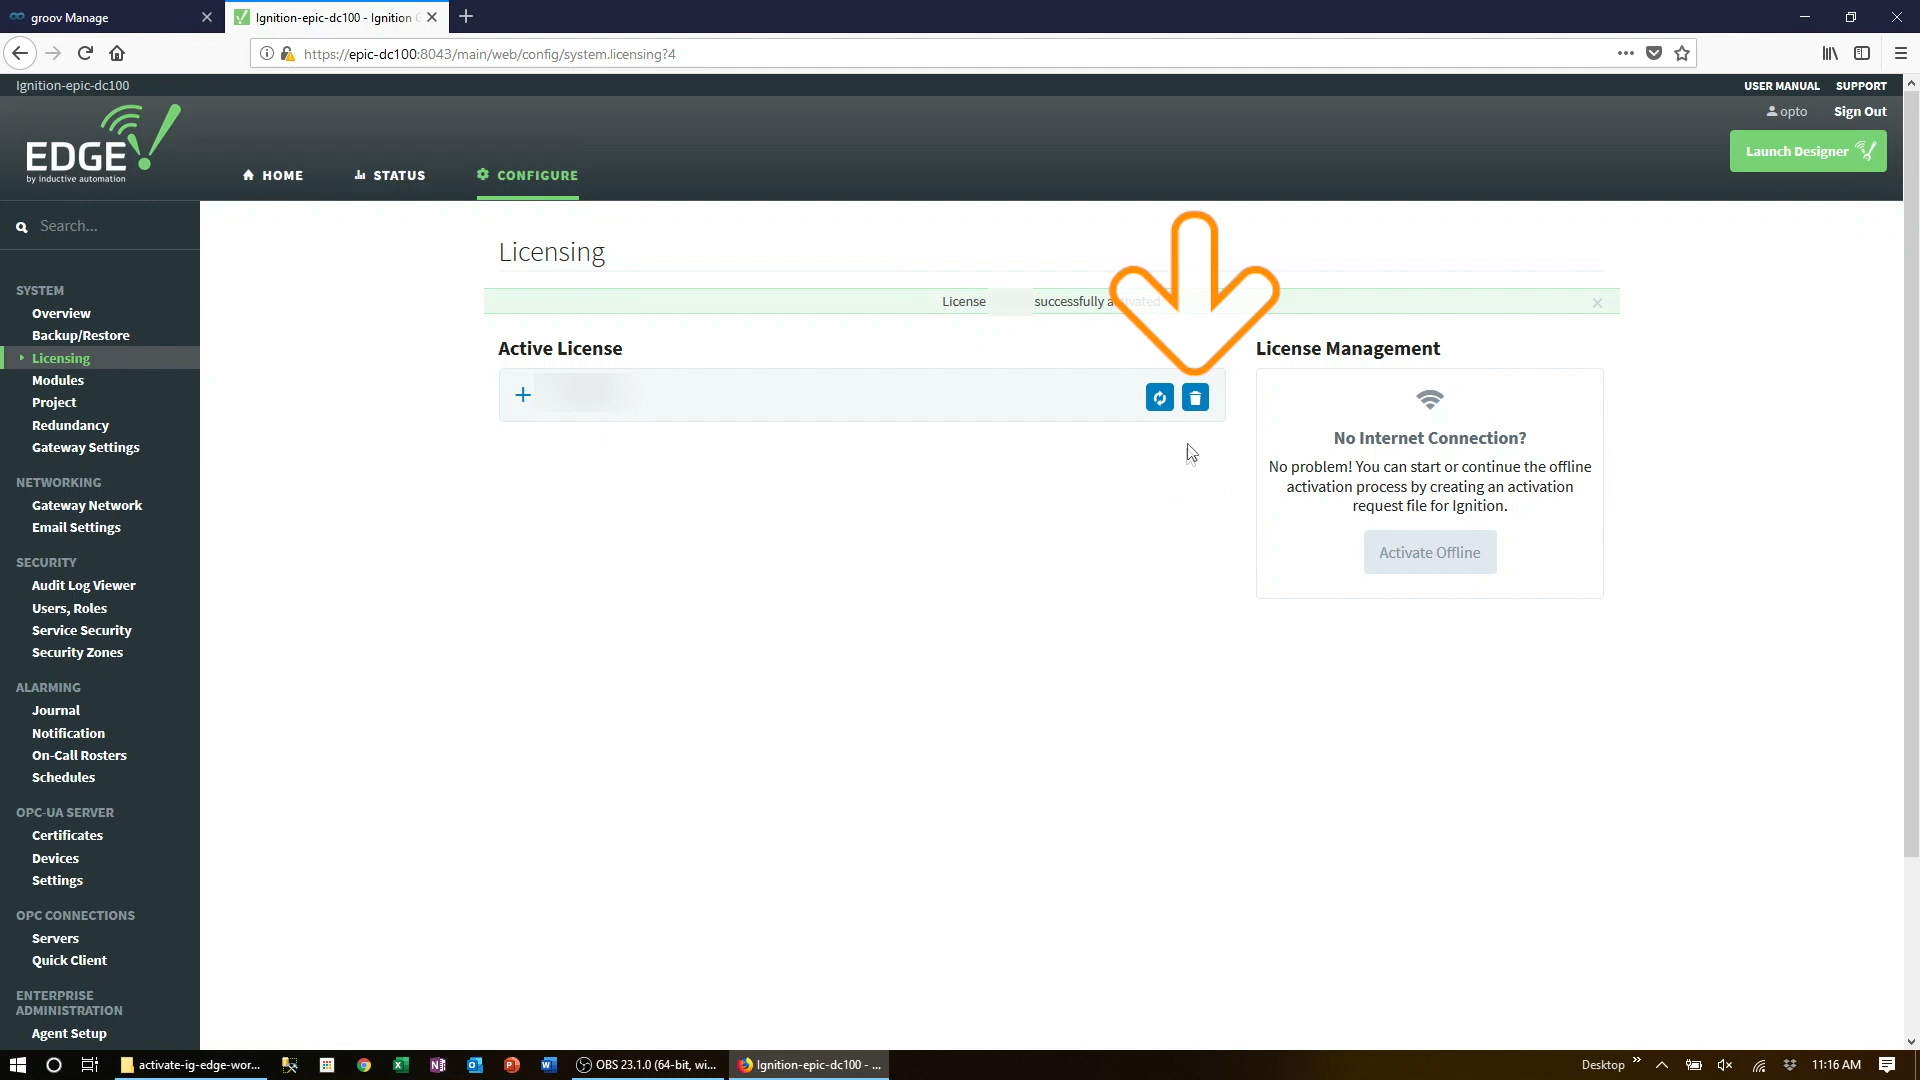 groov Manage
Ignition-epic-dc100 - Ignition G
https://epic-dc100:8043/main/web/config/system.licensing?4
Ignition-epic-dc100
USER MANUAL
SUPPORT
opto
Sign Out
EDGE
by inductive automation
HOME
STATUS
CONFIGURE
Launch Designer
Search...
SYSTEM
Overview
Backup/Restore
Licensing
Modules
Project
Redundancy
Gateway Settings
NETWORKING
Gateway Network
Email Settings
SECURITY
Audit Log Viewer
Users, Roles
Service Security
Security Zones
ALARMING
Journal
Notification
On-Call Rosters
Schedules
OPC-UA SERVER
Certificates
Devices
Settings
OPC CONNECTIONS
Servers
Quick Client
ENTERPRISE
ADMINISTRATION
Agent Setup
Licensing
License successfully activated
Active License
License Management
No Internet Connection?
No problem! You can start or continue the offline
activation process by creating an activation
request file for Ignition.
Activate Offline
activate-ig-edge-wor...
OBS 23.1.0 (64-bit, wi...
Ignition-epic-dc100 - ...
Desktop
11:16 AM